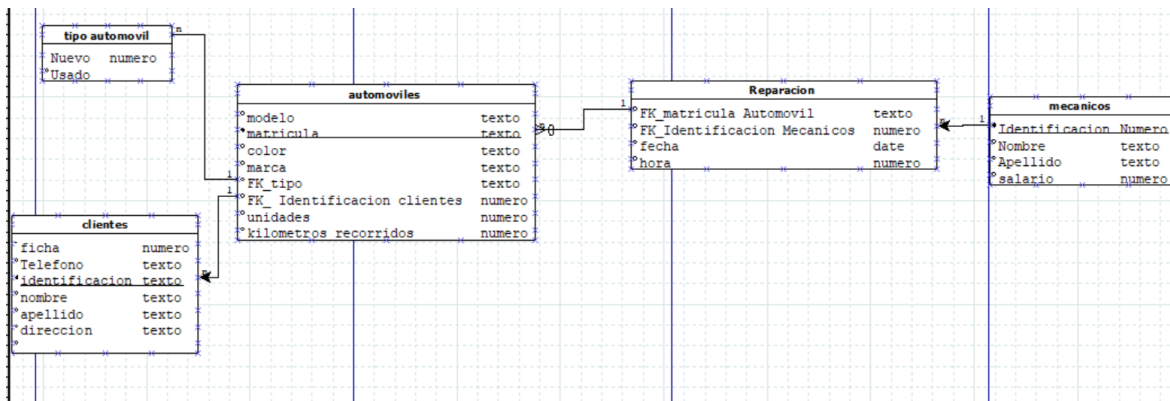 tipo automovil
Nuevo numero
Usado
automoviles
modelo texto
matricula texto
color texto
marca texto
FK_tipo texto
FK_ Identificacion clientes numero
unidades numero
kilometros recorridos numero
clientes
ficha numero
Telefono texto
identificacion texto
nombre texto
apellido texto
direccion texto
Reparacion
FK_matricula Automovil texto
FK_Identificacion Mecanicos numero
fecha date
hora numero
mecanicos
Identificacion Numero
Nombre texto
Apellido texto
salario numero
n
1
1
n
n
1
n
1